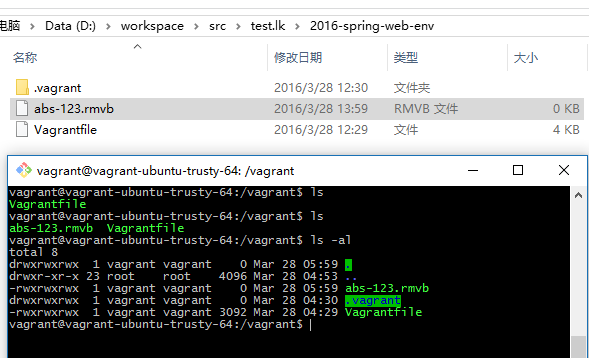 电脑 › Data (D:) › workspace › src › test.lk › 2016-spring-web-env
名称 修改日期 类型 大小
.vagrant 2016/3/28 12:30 文件夹
abs-123.rmvb 2016/3/28 13:59 RMVB 文件 0 KB
Vagrantfile 2016/3/28 12:29 文件 4 KB
vagrant@vagrant-ubuntu-trusty-64: /vagrant
vagrant@vagrant-ubuntu-trusty-64:/vagrant$ ls
Vagrantfile
vagrant@vagrant-ubuntu-trusty-64:/vagrant$ ls
abs-123.rmvb  Vagrantfile
vagrant@vagrant-ubuntu-trusty-64:/vagrant$ ls -al
total 8
drwxrwxrwx  1 vagrant vagrant    0 Mar 28 05:59 .
drwxr-xr-x 23 root    root    4096 Mar 28 04:53 ..
-rwxrwxrwx  1 vagrant vagrant    0 Mar 28 05:59 abs-123.rmvb
drwxrwxrwx  1 vagrant vagrant    0 Mar 28 04:30 .vagrant
-rwxrwxrwx  1 vagrant vagrant 3092 Mar 28 04:29 Vagrantfile
vagrant@vagrant-ubuntu-trusty-64:/vagrant$